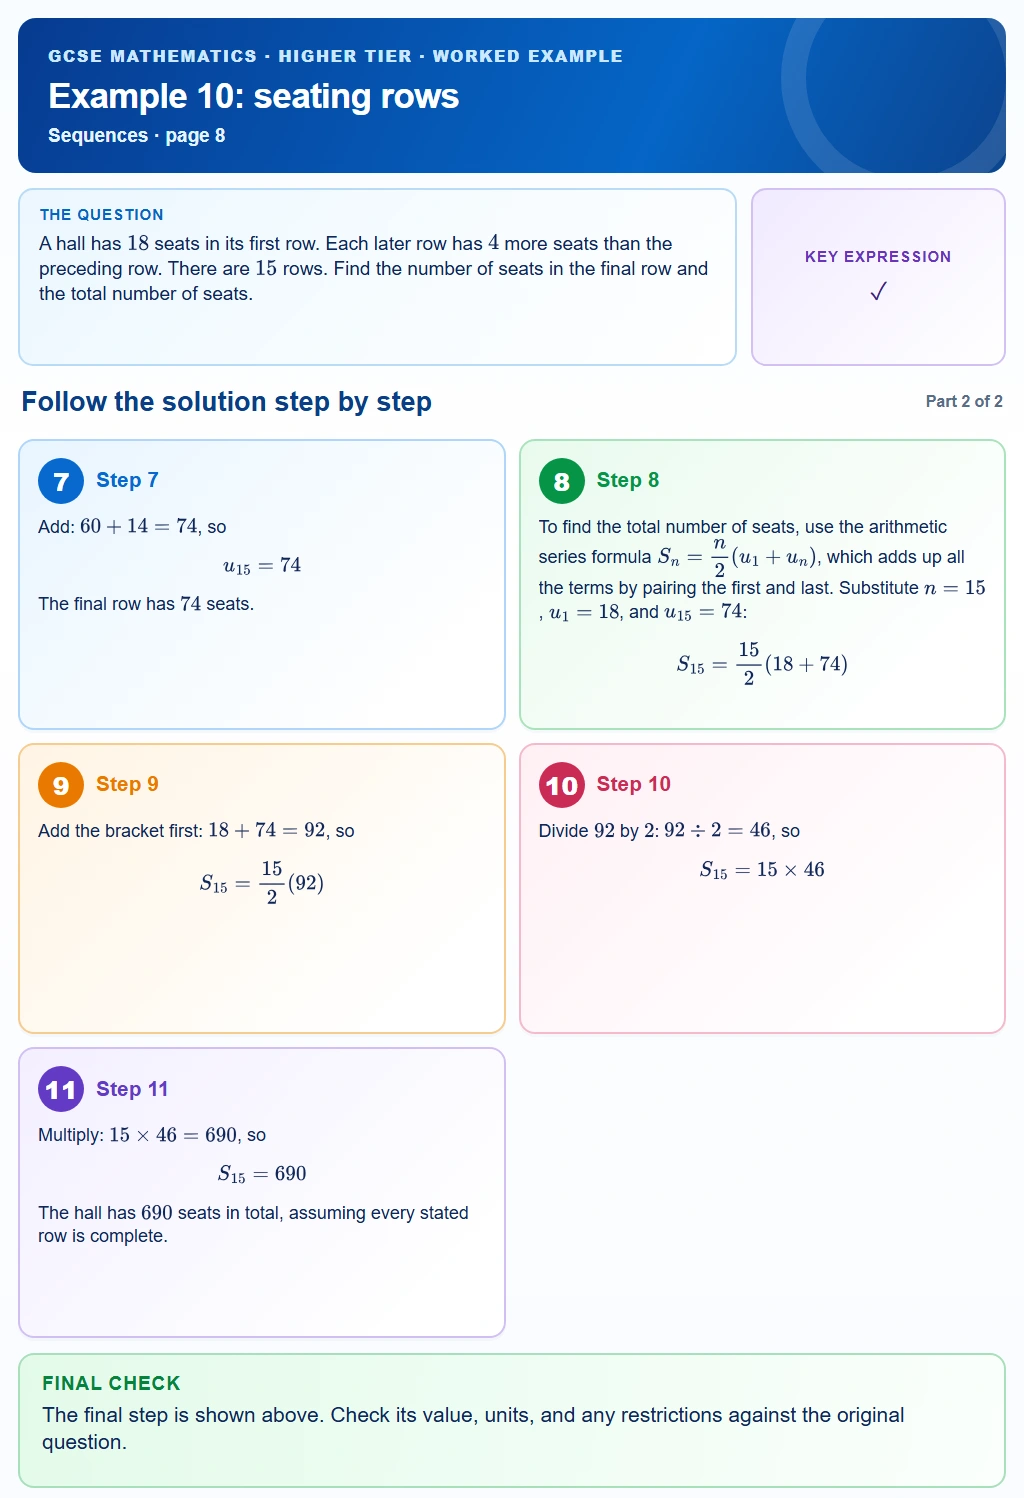 GCSE MATHEMATICS · HIGHER TIER · WORKED EXAMPLE
Example 10: seating rows
Sequences · page 8
THE QUESTION
A hall has 18 seats in its first row. Each later row has 4 more seats than the
preceding row. There are 15 rows. Find the number of seats in the final row and
the total number of seats.
KEY EXPRESSION
✓
Follow the solution step by step
Part 2 of 2
7 Step 7
Add: 60 + 14 = 74, so
u₁₅ = 74
The final row has 74 seats.
8 Step 8
To find the total number of seats, use the arithmetic
series formula Sₙ = n/2 (u₁ + uₙ), which adds up all
the terms by pairing the first and last. Substitute n = 15
, u₁ = 18, and u₁₅ = 74:
S₁₅ = 15/2 (18 + 74)
9 Step 9
Add the bracket first: 18 + 74 = 92, so
S₁₅ = 15/2 (92)
10 Step 10
Divide 92 by 2: 92 ÷ 2 = 46, so
S₁₅ = 15 × 46
11 Step 11
Multiply: 15 × 46 = 690, so
S₁₅ = 690
The hall has 690 seats in total, assuming every stated
row is complete.
FINAL CHECK
The final step is shown above. Check its value, units, and any restrictions against the original
question.